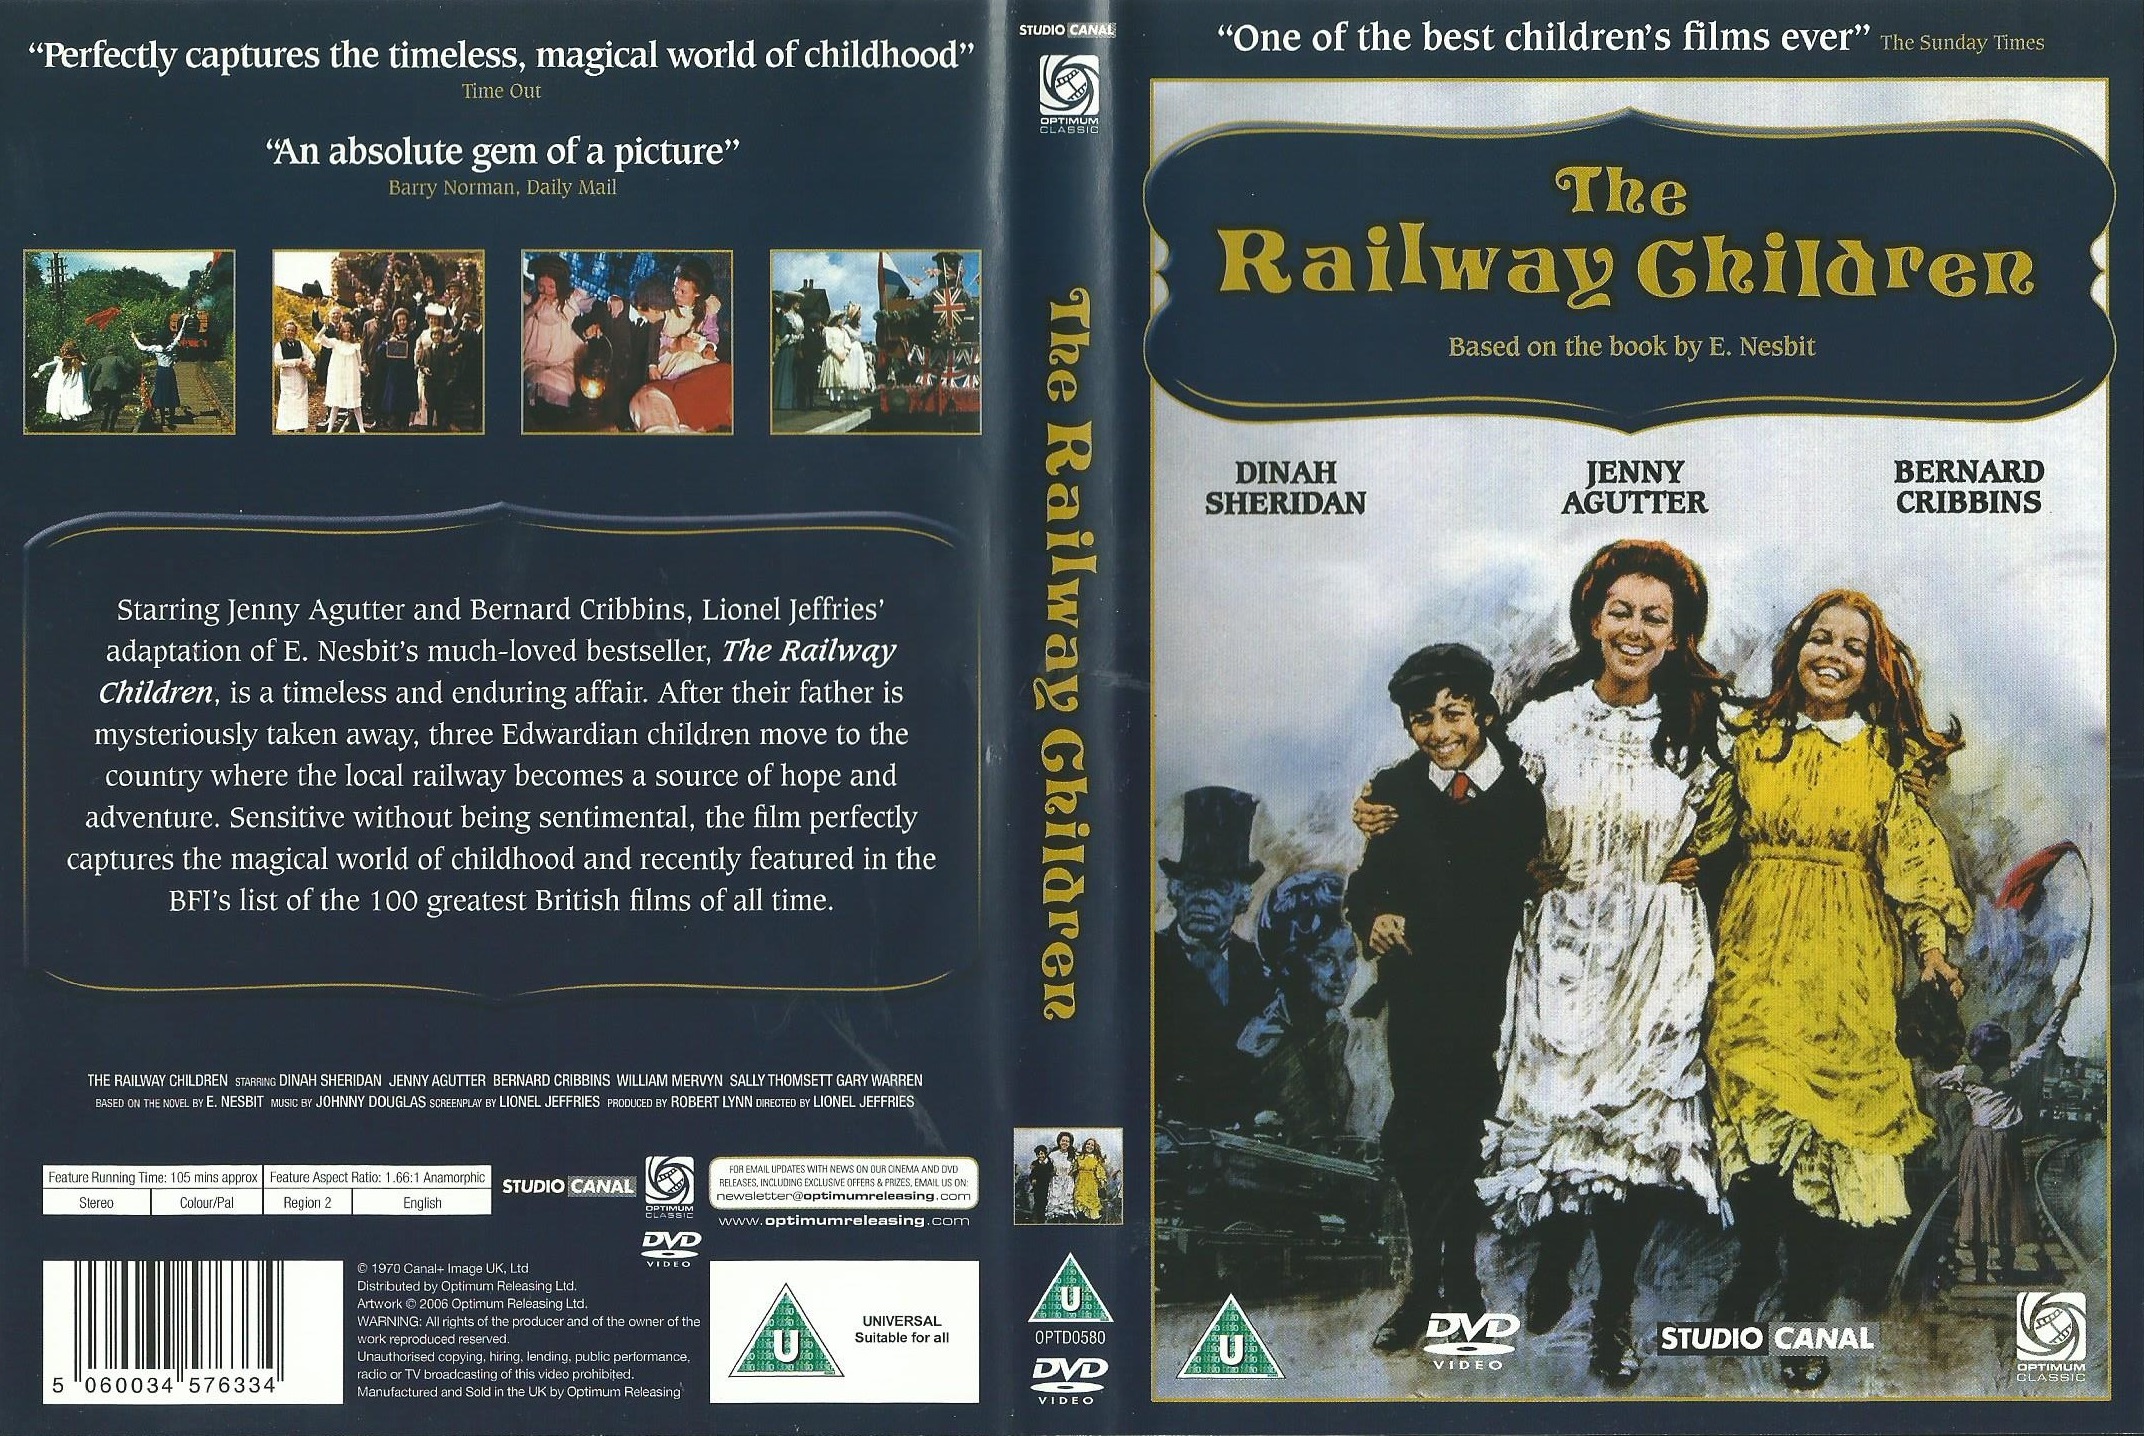 “Perfectly captures the timeless, magical world of childhood”
Time Out
“An absolute gem of a picture”
Barry Norman, Daily Mail
Starring Jenny Agutter and Bernard Cribbins, Lionel Jeffries’
adaptation of E. Nesbit’s much-loved bestseller, The Railway
Children, is a timeless and enduring affair. After their father is
mysteriously taken away, three Edwardian children move to the
country where the local railway becomes a source of hope and
adventure. Sensitive without being sentimental, the film perfectly
captures the magical world of childhood and recently featured in the
BFI’s list of the 100 greatest British films of all time.
THE RAILWAY CHILDREN STARRING DINAH SHERIDAN JENNY AGUTTER BERNARD CRIBBINS WILLIAM MERVYN SALLY THOMSETT GARY WARREN
BASED ON THE NOVEL BY E. NESBIT MUSIC BY JOHNNY DOUGLAS SCREENPLAY BY LIONEL JEFFRIES PRODUCED BY ROBERT LYNN DIRECTED BY LIONEL JEFFRIES
Feature Running Time: 105 mins approx
Feature Aspect Ratio: 1.66:1 Anamorphic
Stereo
Colour/Pal
Region 2
English
STUDIO CANAL
OPTIMUM
CLASSIC
DVD
VIDEO
FOR EMAIL UPDATES WITH NEWS ON OUR CINEMA AND DVD
RELEASES, INCLUDING EXCLUSIVE OFFERS & PRIZES, EMAIL US ON:
newsletter@optimumreleasing.com
www.optimumreleasing.com
5 060034 576334
© 1970 Canal+ Image UK, Ltd
Distributed by Optimum Releasing Ltd.
Artwork © 2006 Optimum Releasing Ltd.
WARNING: All rights of the producer and of the owner of the
work reproduced reserved.
Unauthorised copying, hiring, lending, public performance,
radio or TV broadcasting of this video prohibited.
Manufactured and Sold in the UK by Optimum Releasing
U
UNIVERSAL
Suitable for all
STUDIO CANAL
OPTIMUM
CLASSIC
The Railway Children
U
OPTD0580
DVD
VIDEO
“One of the best children’s films ever” The Sunday Times
The
Railway Children
Based on the book by E. Nesbit
DINAH
SHERIDAN
JENNY
AGUTTER
BERNARD
CRIBBINS
U
DVD
VIDEO
STUDIO CANAL
OPTIMUM
CLASSIC